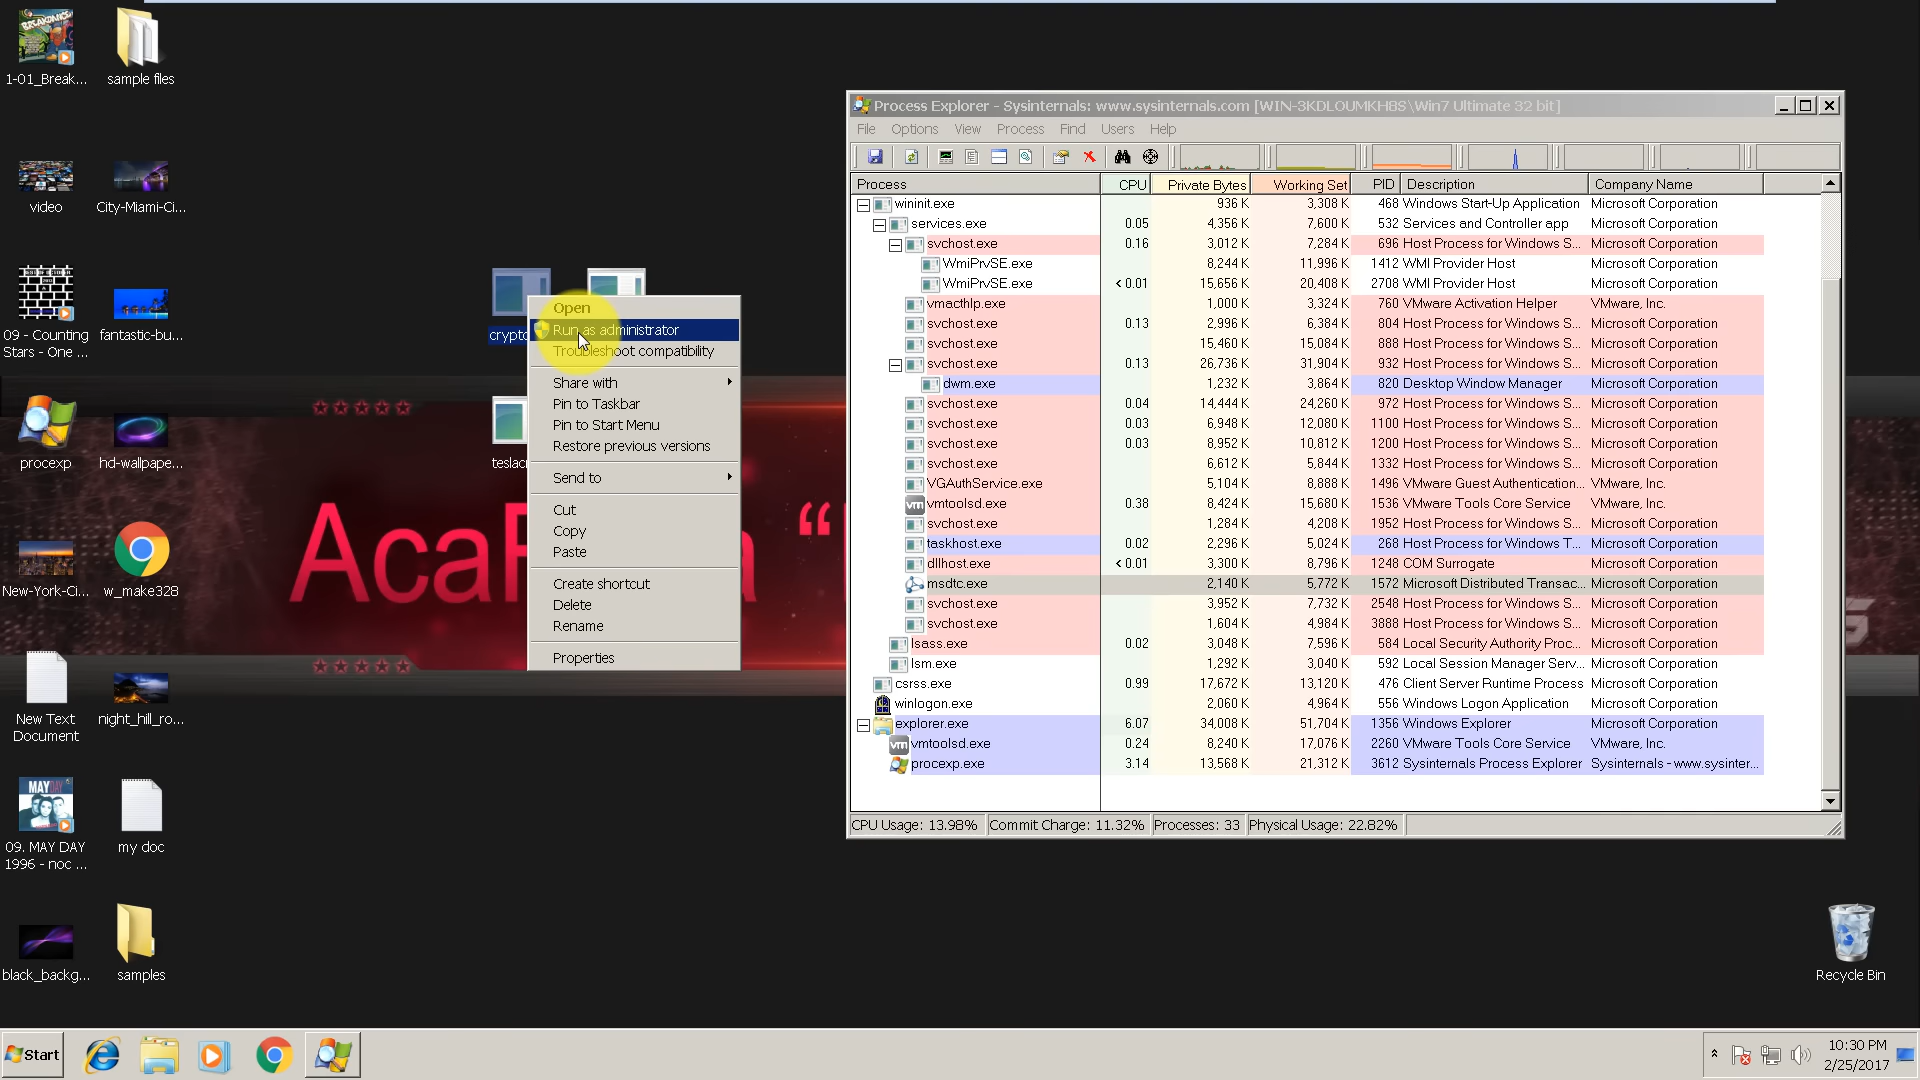 1-01_Break...
sample files
video
City-Miami-Ci...
09 - Counting
Stars - One ...
fantastic-bu...
procexp
hd-wallpape...
New-York-Ci...
w_make328
New Text
Document
night_hill_ro...
09. MAY DAY
1996 - noc ...
my doc
black_backg...
samples
Open
Run as administrator
Troubleshoot compatibility
Share with
Pin to Taskbar
Pin to Start Menu
Restore previous versions
Send to
Cut
Copy
Paste
Create shortcut
Delete
Rename
Properties
Process Explorer - Sysinternals: www.sysinternals.com [WIN-3KDLOUMKH8S\Win7 Ultimate 32 bit]
File Options View Process Find Users Help
Process CPU Private Bytes Working Set PID Description Company Name
wininit.exe 936 K 3,308 K 468 Windows Start-Up Application Microsoft Corporation
services.exe 0.05 4,356 K 7,600 K 532 Services and Controller app Microsoft Corporation
svchost.exe 0.16 3,012 K 7,284 K 696 Host Process for Windows S... Microsoft Corporation
WmiPrvSE.exe 8,244 K 11,996 K 1412 WMI Provider Host Microsoft Corporation
WmiPrvSE.exe < 0.01 15,656 K 20,408 K 2708 WMI Provider Host Microsoft Corporation
vmacthlp.exe 1,000 K 3,324 K 760 VMware Activation Helper VMware, Inc.
svchost.exe 0.13 2,996 K 6,384 K 804 Host Process for Windows S... Microsoft Corporation
svchost.exe 15,460 K 15,084 K 888 Host Process for Windows S... Microsoft Corporation
svchost.exe 0.13 26,736 K 31,904 K 932 Host Process for Windows S... Microsoft Corporation
dwm.exe 1,232 K 3,864 K 820 Desktop Window Manager Microsoft Corporation
svchost.exe 0.04 14,444 K 24,260 K 972 Host Process for Windows S... Microsoft Corporation
svchost.exe 0.03 6,948 K 12,080 K 1100 Host Process for Windows S... Microsoft Corporation
svchost.exe 0.03 8,952 K 10,812 K 1200 Host Process for Windows S... Microsoft Corporation
svchost.exe 6,612 K 5,844 K 1332 Host Process for Windows S... Microsoft Corporation
VGAuthService.exe 5,104 K 8,888 K 1496 VMware Guest Authentication... VMware, Inc.
vmtoolsd.exe 0.38 8,424 K 15,680 K 1536 VMware Tools Core Service VMware, Inc.
svchost.exe 1,284 K 4,208 K 1952 Host Process for Windows S... Microsoft Corporation
taskhost.exe 0.02 2,296 K 5,024 K 268 Host Process for Windows T... Microsoft Corporation
dllhost.exe < 0.01 3,300 K 8,796 K 1248 COM Surrogate Microsoft Corporation
msdtc.exe 2,140 K 5,772 K 1572 Microsoft Distributed Transac... Microsoft Corporation
svchost.exe 3,952 K 7,732 K 2548 Host Process for Windows S... Microsoft Corporation
svchost.exe 1,604 K 4,984 K 3888 Host Process for Windows S... Microsoft Corporation
lsass.exe 0.02 3,048 K 7,596 K 584 Local Security Authority Proc... Microsoft Corporation
lsm.exe 1,292 K 3,040 K 592 Local Session Manager Serv... Microsoft Corporation
csrss.exe 0.99 17,672 K 13,120 K 476 Client Server Runtime Process Microsoft Corporation
winlogon.exe 2,060 K 4,964 K 556 Windows Logon Application Microsoft Corporation
explorer.exe 6.07 34,008 K 51,704 K 1356 Windows Explorer Microsoft Corporation
vmtoolsd.exe 0.24 8,240 K 17,076 K 2260 VMware Tools Core Service VMware, Inc.
procexp.exe 3.14 13,568 K 21,312 K 3612 Sysinternals Process Explorer Sysinternals - www.sysinter...
CPU Usage: 13.98% Commit Charge: 11.32% Processes: 33 Physical Usage: 22.82%
Recycle Bin
Start
10:30 PM
2/25/2017